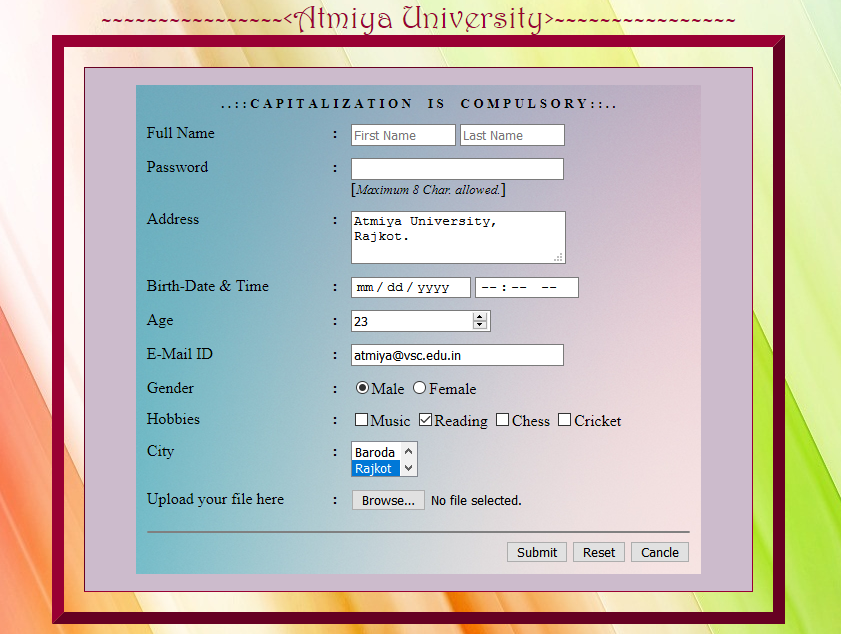 ~~~~~~~~~~~~~~~~<Atmiya University>~~~~~~~~~~~~~~~~
..::CAPITALIZATION IS COMPULSORY::..
Full Name : First Name Last Name
Password :
[Maximum 8 Char. allowed.]
Address : Atmiya University,
Rajkot.
Birth-Date & Time : mm / dd / yyyy -- : -- --
Age : 23
E-Mail ID : atmiya@vsc.edu.in
Gender : Male Female
Hobbies : Music Reading Chess Cricket
City : Baroda
Rajkot
Upload your file here : Browse... No file selected.
Submit Reset Cancle